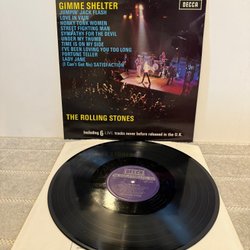 GIMME SHELTER
JUMPIN' JACK FLASH
LOVE IN VAIN
HONKY TONK WOMEN
STREET FIGHTING MAN
SYMPATHY FOR THE DEVIL
UNDER MY THUMB
TIME IS ON MY SIDE
I'VE BEEN LOVING YOU TOO LONG
FORTUNE TELLER
LADY JANE
(I Can't Get No) SATISFACTION
DECCA
THE ROLLING STONES
Including 6 LIVE tracks never before released in the U.K.
DECCA